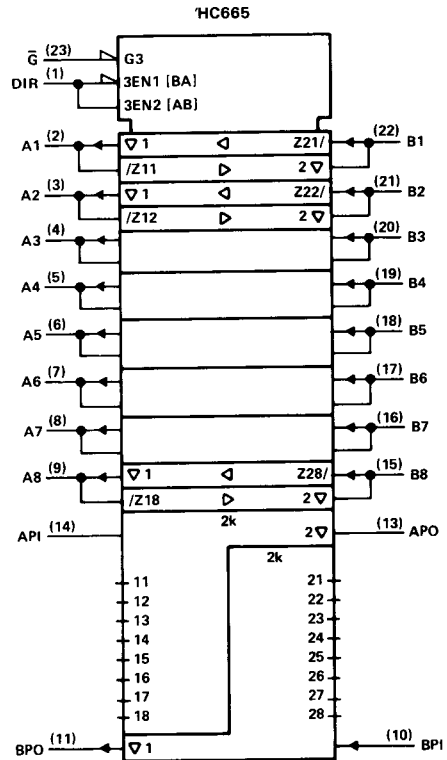 'HC665
G̅ (23) G3
DIR (1) 3EN1 [BA]
3EN2 [AB]
A1 (2) ▽ 1 ◁ Z21/ (22) B1
/Z11 ▷ 2 ▽
A2 (3) ▽ 1 ◁ Z22/ (21) B2
/Z12 ▷ 2 ▽
A3 (4) (20) B3
A4 (5) (19) B4
A5 (6) (18) B5
A6 (7) (17) B6
A7 (8) (16) B7
A8 (9) ▽ 1 ◁ Z28/ (15) B8
/Z18 ▷ 2 ▽
2k
API (14) 2 ▽ (13) APO
2k
11 21
12 22
13 23
14 24
15 25
16 26
17 27
18 28
BPO (11) ▽ 1 (10) BPI